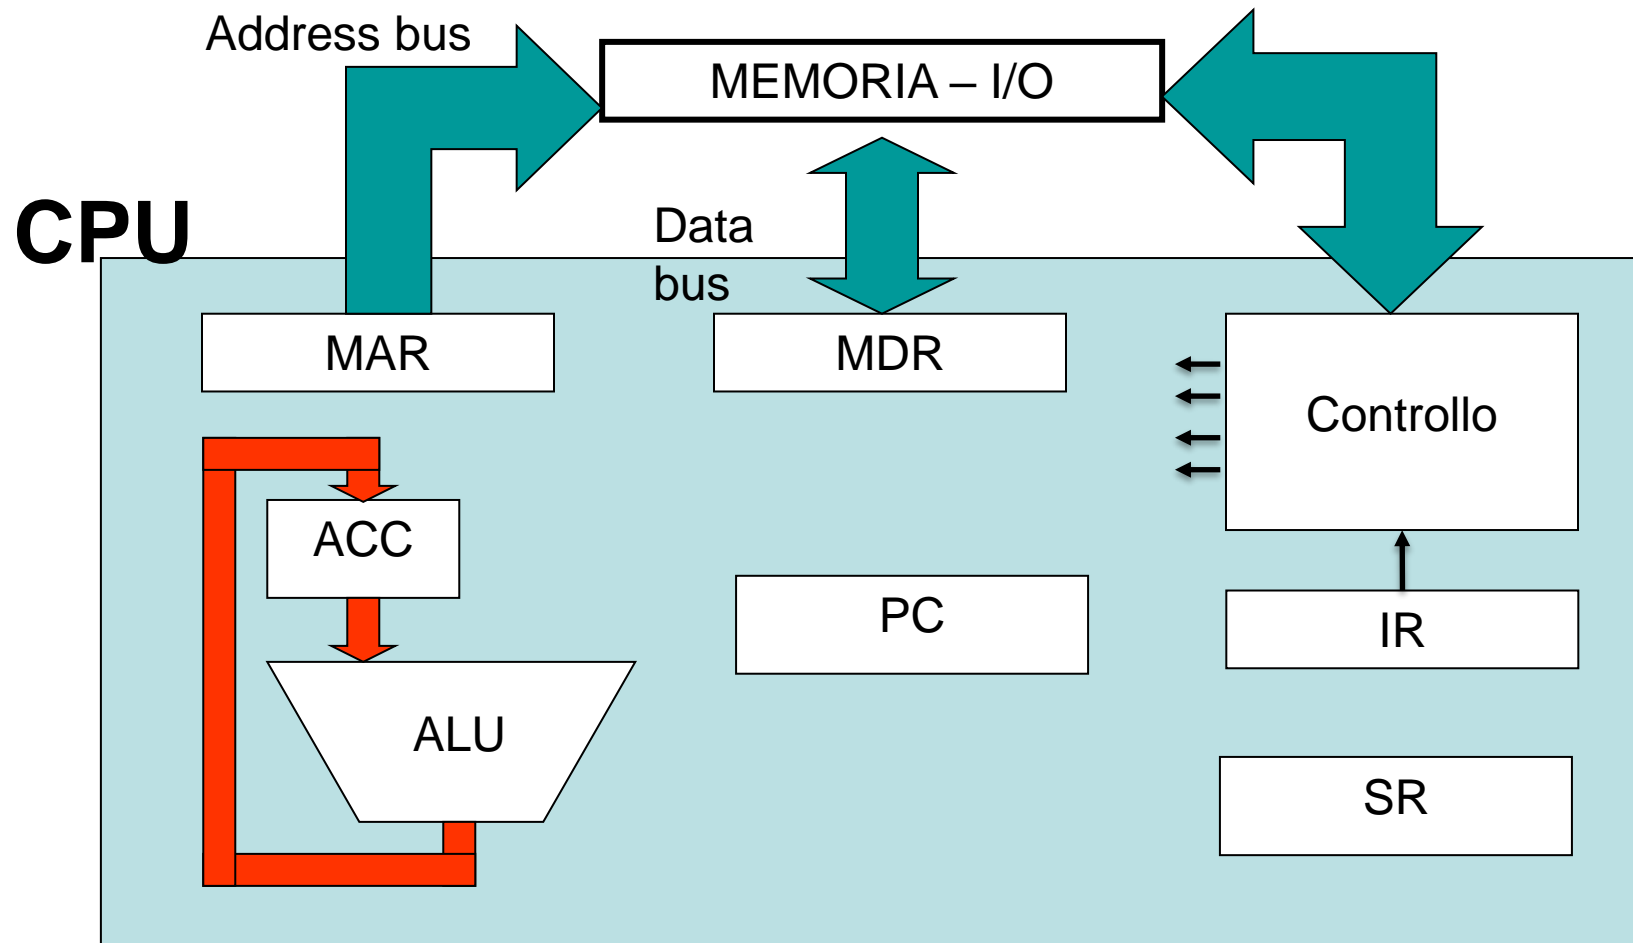 Address bus
MEMORIA – I/O
CPU
Data
bus
MAR
MDR
Controllo
ACC
PC
IR
ALU
SR